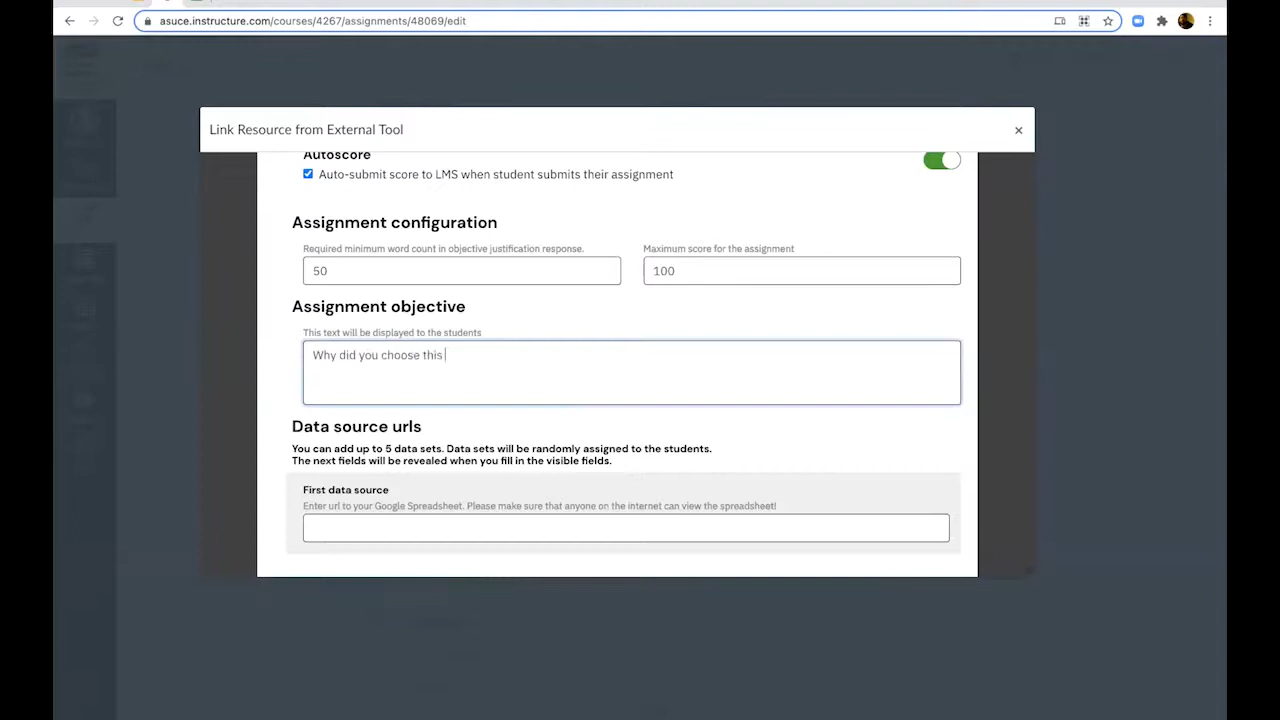 asuce.instructure.com/courses/4267/assignments/48069/edit
Link Resource from External Tool
×
Autoscore
Auto-submit score to LMS when student submits their assignment
Assignment configuration
Required minimum word count in objective justification response.
Maximum score for the assignment
50
100
Assignment objective
This text will be displayed to the students
Why did you choose this
Data source urls
You can add up to 5 data sets. Data sets will be randomly assigned to the students.
The next fields will be revealed when you fill in the visible fields.
First data source
Enter url to your Google Spreadsheet. Please make sure that anyone on the internet can view the spreadsheet!